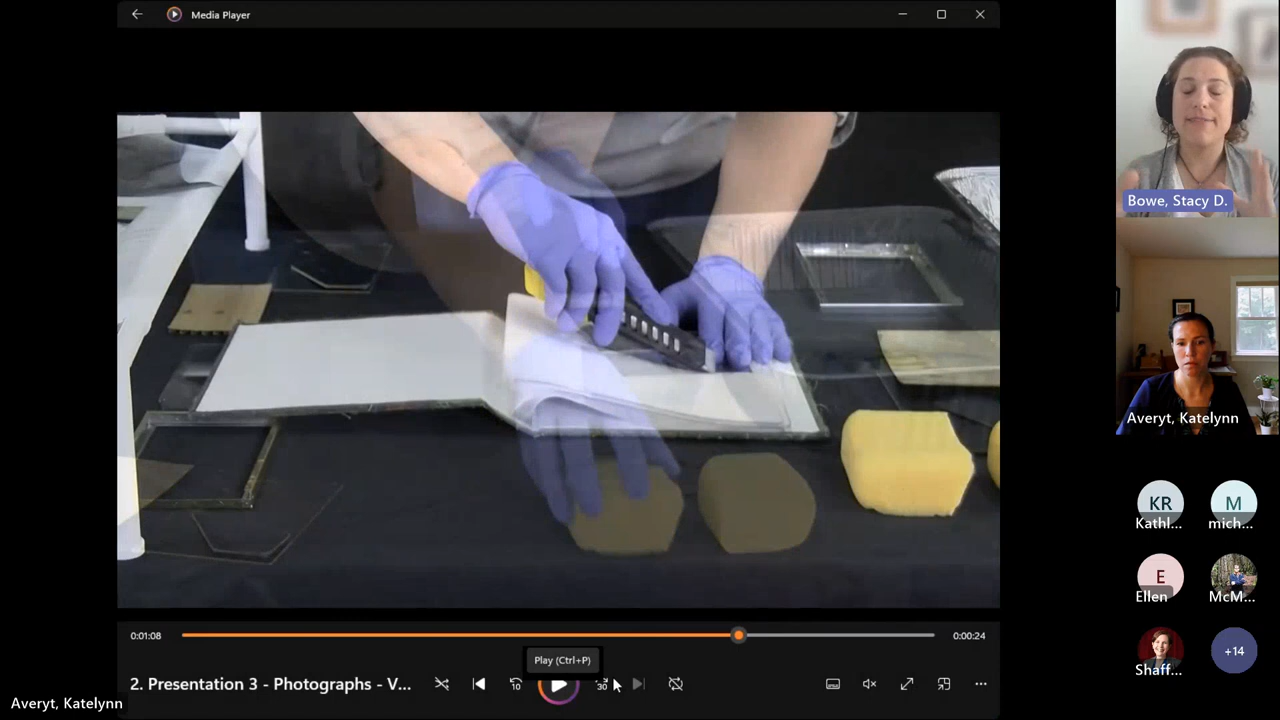 Media Player
Bowe, Stacy D.
Averyt, Katelynn
KR
Kathl...
M
mich...
E
Ellen
McM...
Shaff...
+14
0:01:08
0:00:24
Play (Ctrl+P)
2. Presentation 3 - Photographs - V...
10
30
Averyt, Katelynn